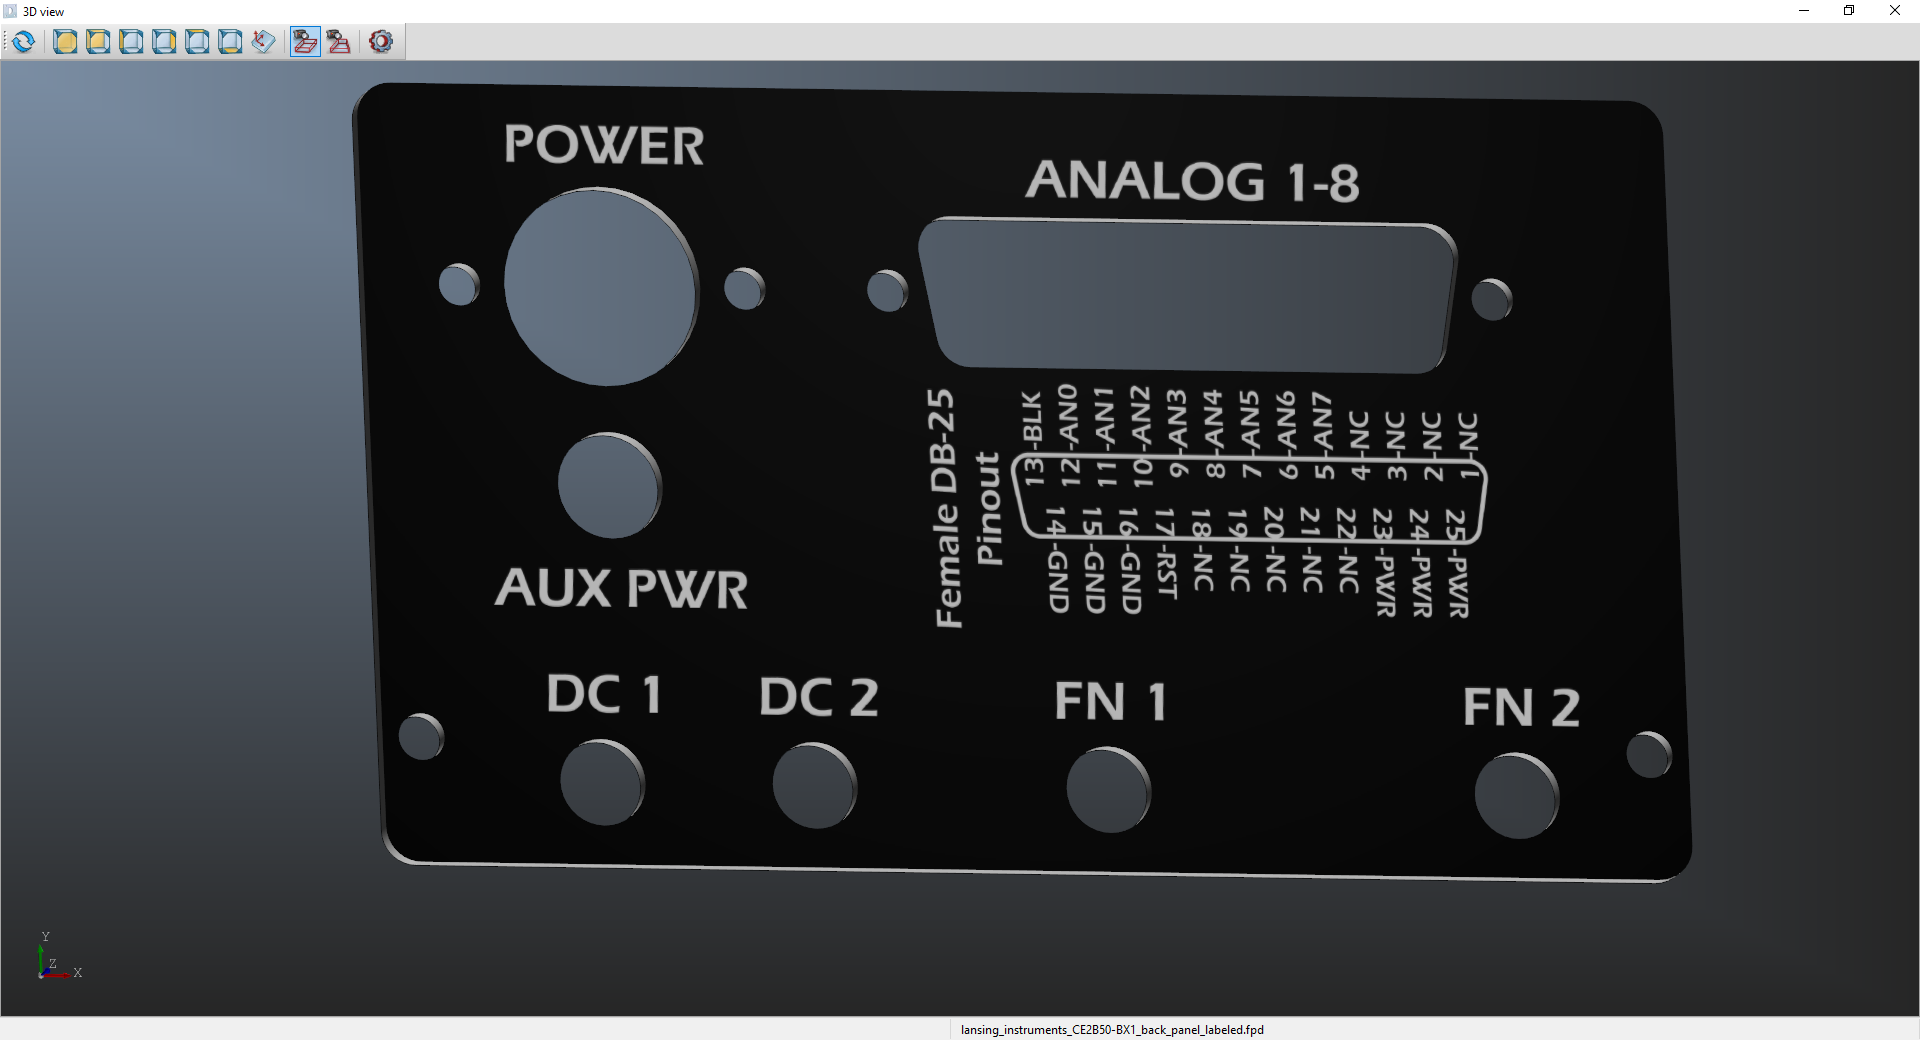 3D view
POWER
ANALOG 1-8
Female DB-25
Pinout
13-BLK
12-AN0
11-AN1
10-AN2
9-AN3
8-AN4
7-AN5
6-AN6
5-AN7
4-NC
3-NC
2-NC
1-NC
14-GND
15-GND
16-GND
17-RST
18-NC
19-NC
20-NC
21-NC
22-NC
23-PWR
24-PWR
25-PWR
AUX PWR
DC 1
DC 2
FN 1
FN 2
Y
Z
X
lansing_instruments_CE2B50-BX1_back_panel_labeled.fpd